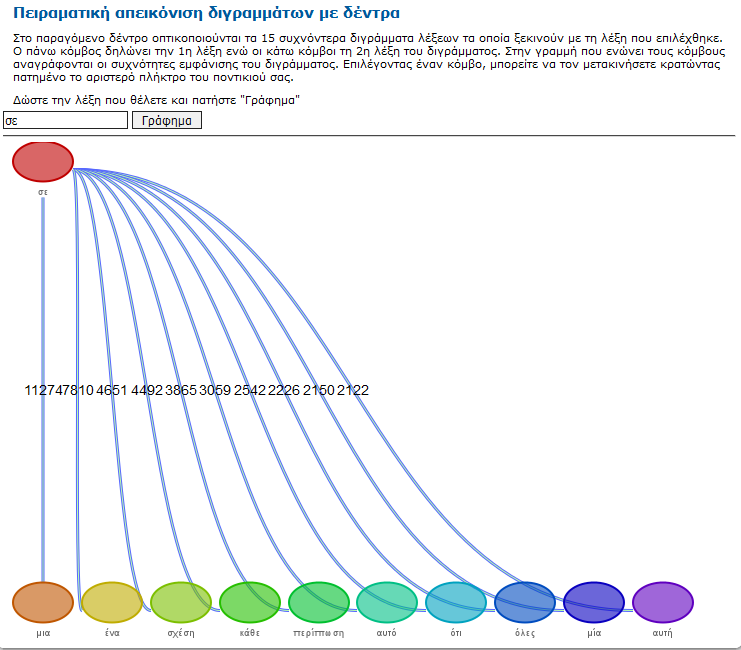 Πειραματική απεικόνιση διγραμμάτων με δέντρα
Στο παραγόμενο δέντρο οπτικοποιούνται τα 15 συχνόντερα διγράμματα λέξεων τα οποία ξεκινούν με τη λέξη που επιλέχθηκε.
Ο πάνω κόμβος δηλώνει την 1η λέξη ενώ οι κάτω κόμβοι τη 2η λέξη του διγράμματος. Στην γραμμή που ενώνει τους κόμβους
αναγράφονται οι συχνότητες εμφάνισης του διγράμματος. Επιλέγοντας έναν κόμβο, μπορείτε να τον μετακινήσετε κρατώντας
πατημένο το αριστερό πλήκτρο του ποντικιού σας.
Δώστε την λέξη που θέλετε και πατήστε "Γράφημα"
σε Γράφημα
σε
11274 7810 4651 4492 3865 3059 2542 2226 2150 2122
μια ένα σχέση κάθε περίπτωση αυτό ότι όλες μία αυτή